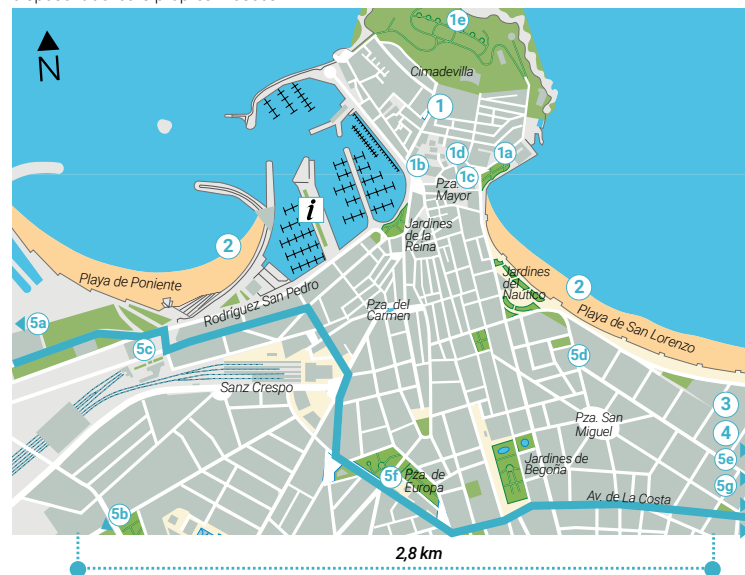 N
1e
Cimadevilla
1
1d
1a
1b
1c
Pza.
Mayor
i
Jardines
de la
Reina
2
Playa de Poniente
Jardines
del
Naútico
2
Playa de San Lorenzo
Rodríguez San Pedro
Pza. del
Carmen
5a
5c
5d
Sanz Crespo
3
Pza. San
Miguel
4
5e
Jardines de
Begoña
5f
Pza. de
Europa
5g
Av. de La Costa
5b
2,8 km